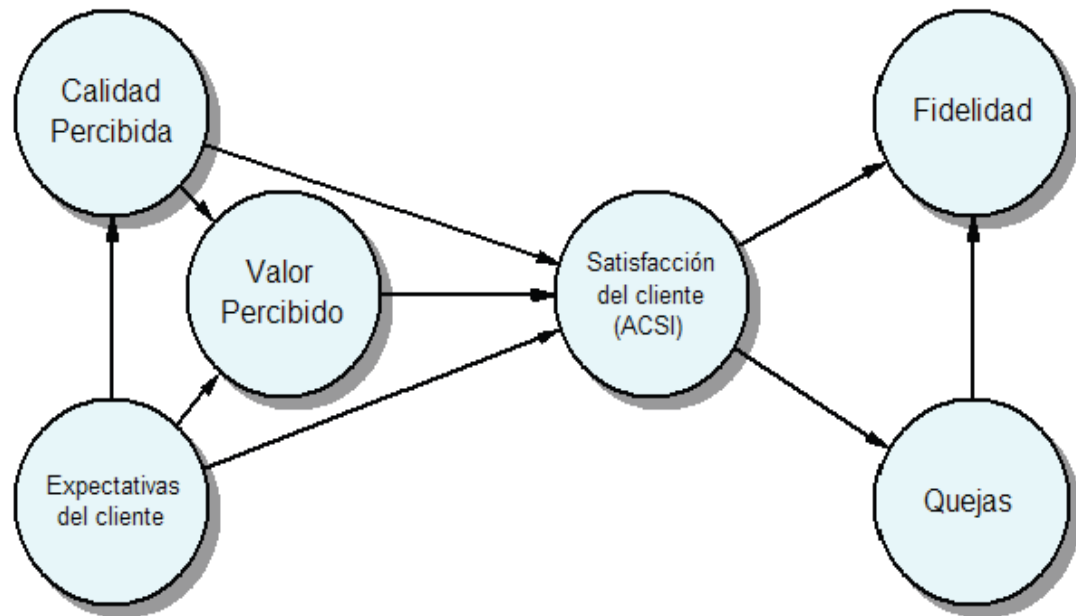 Calidad
Percibida
Fidelidad
Valor
Percibido
Satisfacción
del cliente
(ACSI)
Expectativas
del cliente
Quejas